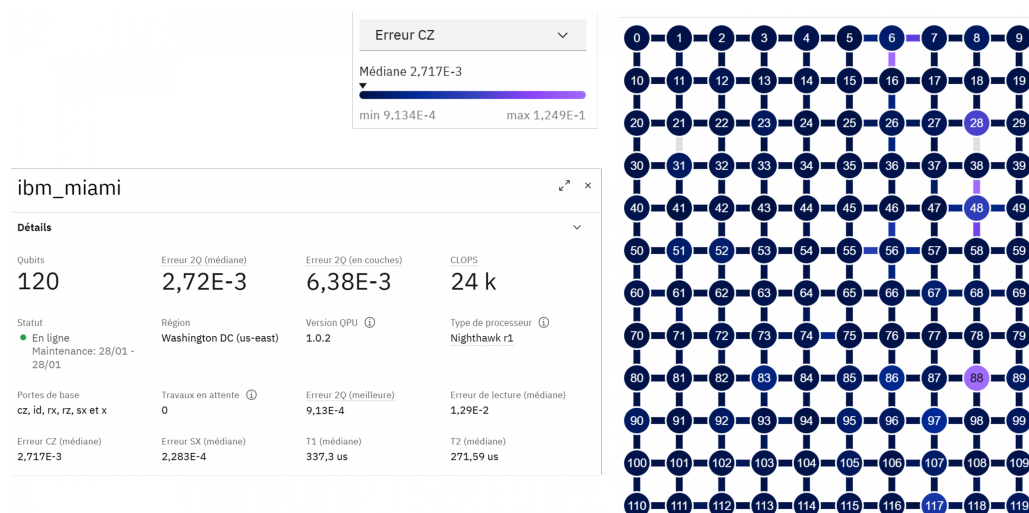 Erreur CZ
Médiane 2,717E-3
min 9,134E-4 max 1,249E-1
ibm_miami
Détails
Qubits Erreur 2Q (médiane) Erreur 2Q (en couches) CLOPS
120 2,72E-3 6,38E-3 24 k
Statut Région Version QPU Type de processeur
En ligne Washington DC (us-east) 1.0.2 Nighthawk r1
Maintenance: 28/01 -
28/01
Portes de base Travaux en attente Erreur 2Q (meilleure) Erreur de lecture (médiane)
cz, id, rx, rz, sx et x 0 9,13E-4 1,29E-2
Erreur CZ (médiane) Erreur SX (médiane) T1 (médiane) T2 (médiane)
2,717E-3 2,283E-4 337,3 us 271,59 us
0 1 2 3 4 5 6 7 8 9
10 11 12 13 14 15 16 17 18 19
20 21 22 23 24 25 26 27 28 29
30 31 32 33 34 35 36 37 38 39
40 41 42 43 44 45 46 47 48 49
50 51 52 53 54 55 56 57 58 59
60 61 62 63 64 65 66 67 68 69
70 71 72 73 74 75 76 77 78 79
80 81 82 83 84 85 86 87 88 89
90 91 92 93 94 95 96 97 98 99
100 101 102 103 104 105 106 107 108 109
110 111 112 113 114 115 116 117 118 119